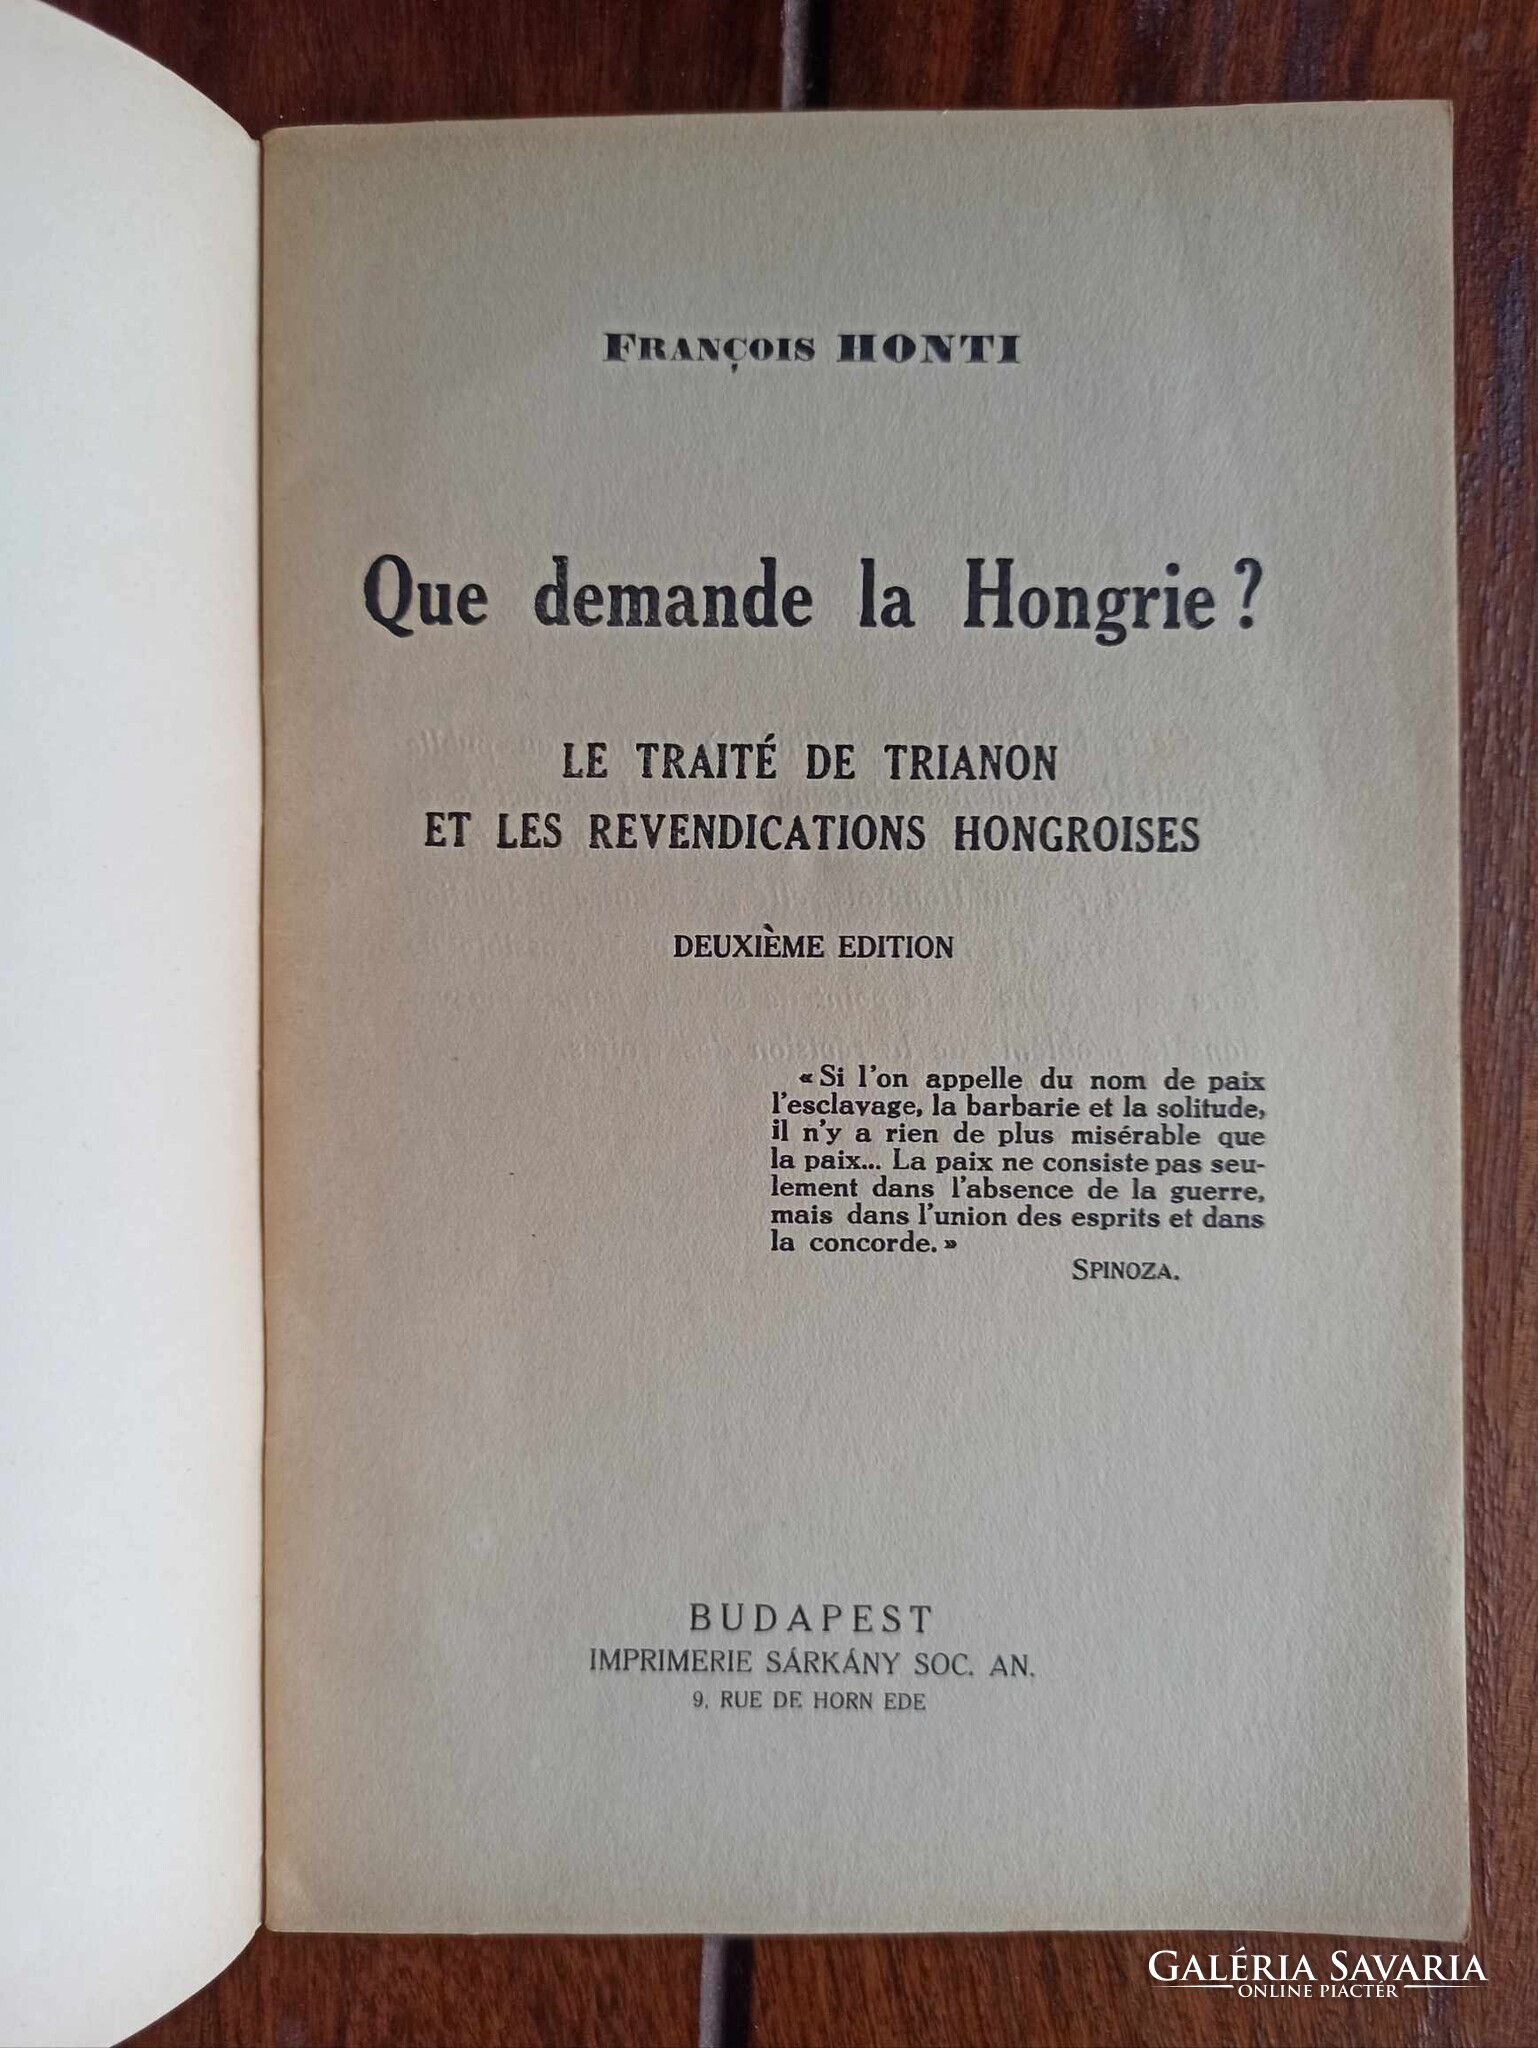 FRANÇOIS HONTI
Que demande la Hongrie ?
LE TRAITÉ DE TRIANON
ET LES REVENDICATIONS HONGROISES
DEUXIÈME EDITION
« Si l'on appelle du nom de paix
l'esclavage, la barbarie et la solitude,
il n'y a rien de plus misérable que
la paix... La paix ne consiste pas seu-
lement dans l'absence de la guerre,
mais dans l'union des esprits et dans
la concorde. »
SPINOZA.
BUDAPEST
IMPRIMERIE SÁRKÁNY SOC. AN.
9, RUE DE HORN EDE
GALÉRIA SAVARIA
ONLINE PIACTÉR